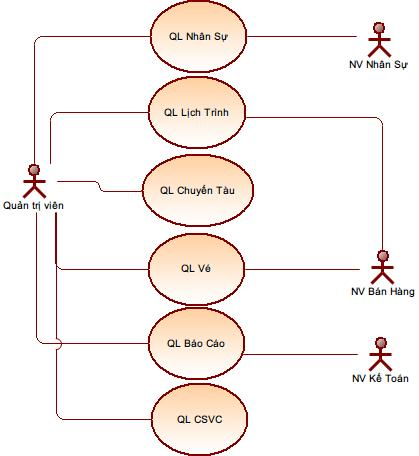 QL Nhân Sự
NV Nhân Sự
QL Lịch Trình
QL Chuyến Tàu
Quản trị viên
QL Vé
NV Bán Hàng
QL Báo Cáo
NV Kế Toán
QL CSVC